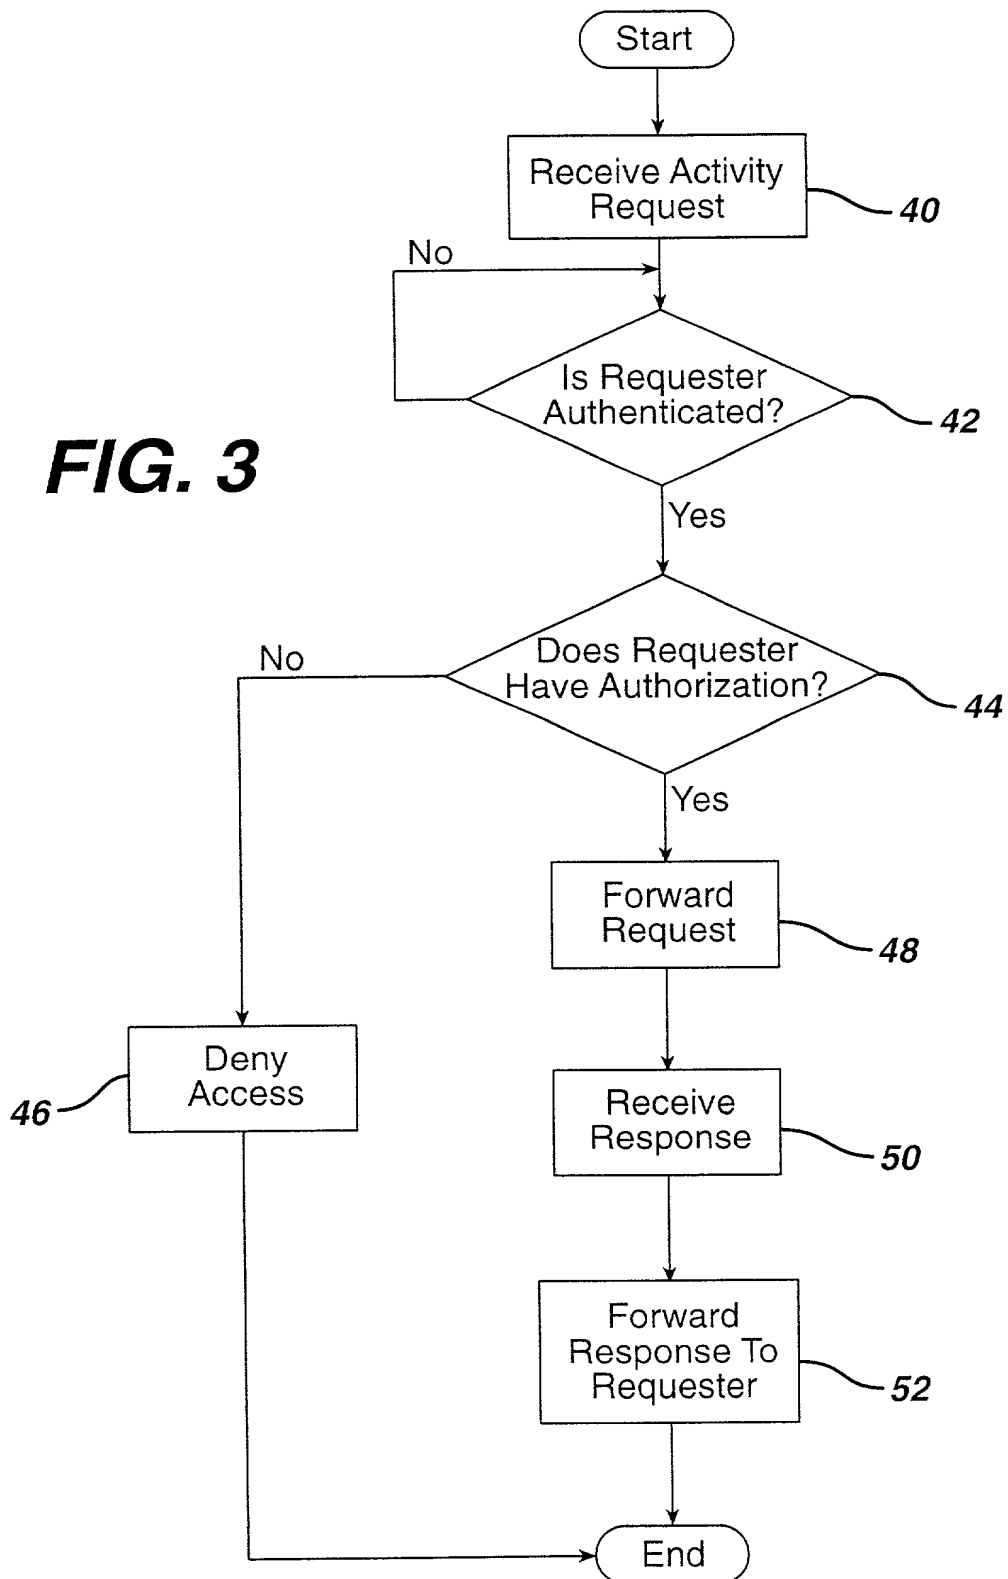 Start
Receive Activity
Request
40
No
Is Requester
Authenticated?
42
FIG. 3
Yes
Does Requester
Have Authorization?
44
No
Yes
Forward
Request
48
Deny
Access
46
Receive
Response
50
Forward
Response To
Requester
52
End